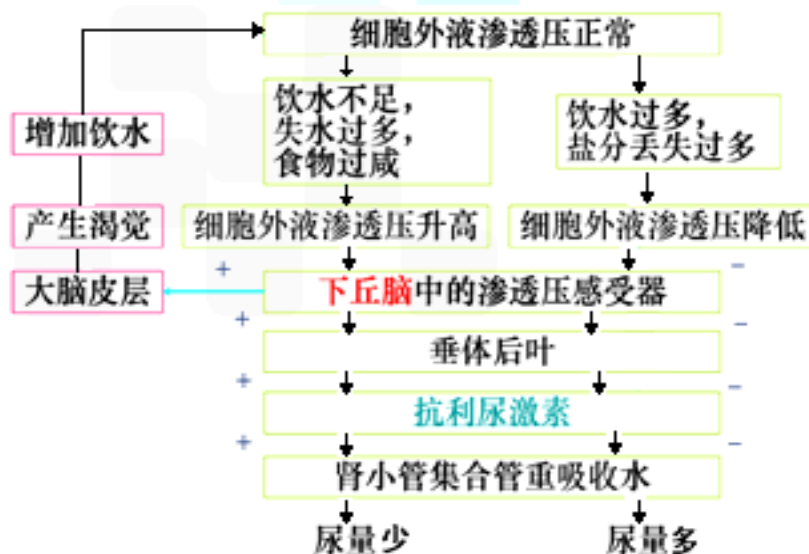 细胞外液渗透压正常
饮水不足，
失水过多，
食物过咸
饮水过多，
盐分丢失过多
增加饮水
产生渴觉
细胞外液渗透压升高
细胞外液渗透压降低
+
−
大脑皮层
下丘脑中的渗透压感受器
+
−
垂体后叶
+
−
抗利尿激素
+
−
肾小管集合管重吸收水
尿量少
尿量多